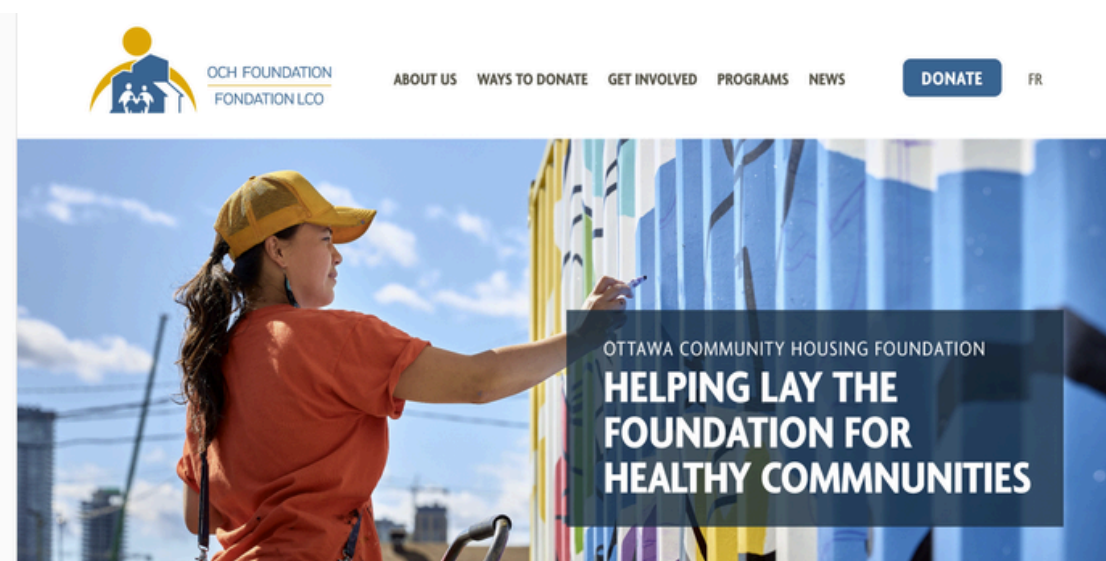 OCH FOUNDATION
FONDATION LCO
ABOUT US WAYS TO DONATE GET INVOLVED PROGRAMS NEWS DONATE FR
OTTAWA COMMUNITY HOUSING FOUNDATION
HELPING LAY THE
FOUNDATION FOR
HEALTHY COMMNUNITIES